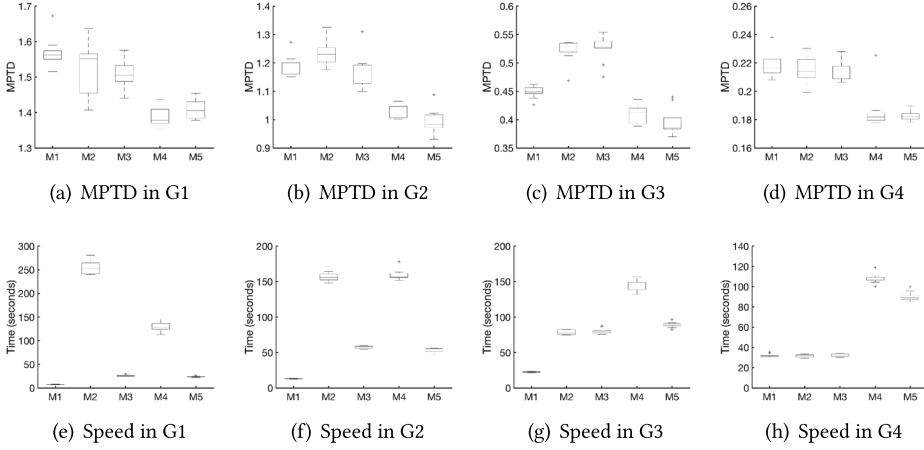 1.7
1.6
1.5
1.4
1.3
MPTD
M1 M2 M3 M4 M5
(a) MPTD in G1
1.4
1.3
1.2
1.1
1
0.9
MPTD
M1 M2 M3 M4 M5
(b) MPTD in G2
0.6
0.55
0.5
0.45
0.4
0.35
MPTD
M1 M2 M3 M4 M5
(c) MPTD in G3
0.26
0.24
0.22
0.2
0.18
0.16
MPTD
M1 M2 M3 M4 M5
(d) MPTD in G4
300
250
200
150
100
50
0
Time (seconds)
M1 M2 M3 M4 M5
(e) Speed in G1
200
150
100
50
0
Time (seconds)
M1 M2 M3 M4 M5
(f) Speed in G2
200
150
100
50
0
Time (seconds)
M1 M2 M3 M4 M5
(g) Speed in G3
140
120
100
80
60
40
20
0
Time (seconds)
M1 M2 M3 M4 M5
(h) Speed in G4